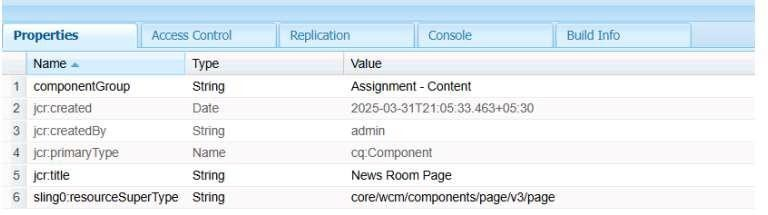 Properties Access Control Replication Console Build Info
Name Type Value
1 componentGroup String Assignment - Content
2 jcr:created Date 2025-03-31T21:05:33.463+05:30
3 jcr:createdBy String admin
4 jcr:primaryType Name cq:Component
5 jcr:title String News Room Page
6 sling0:resourceSuperType String core/wcm/components/page/v3/page